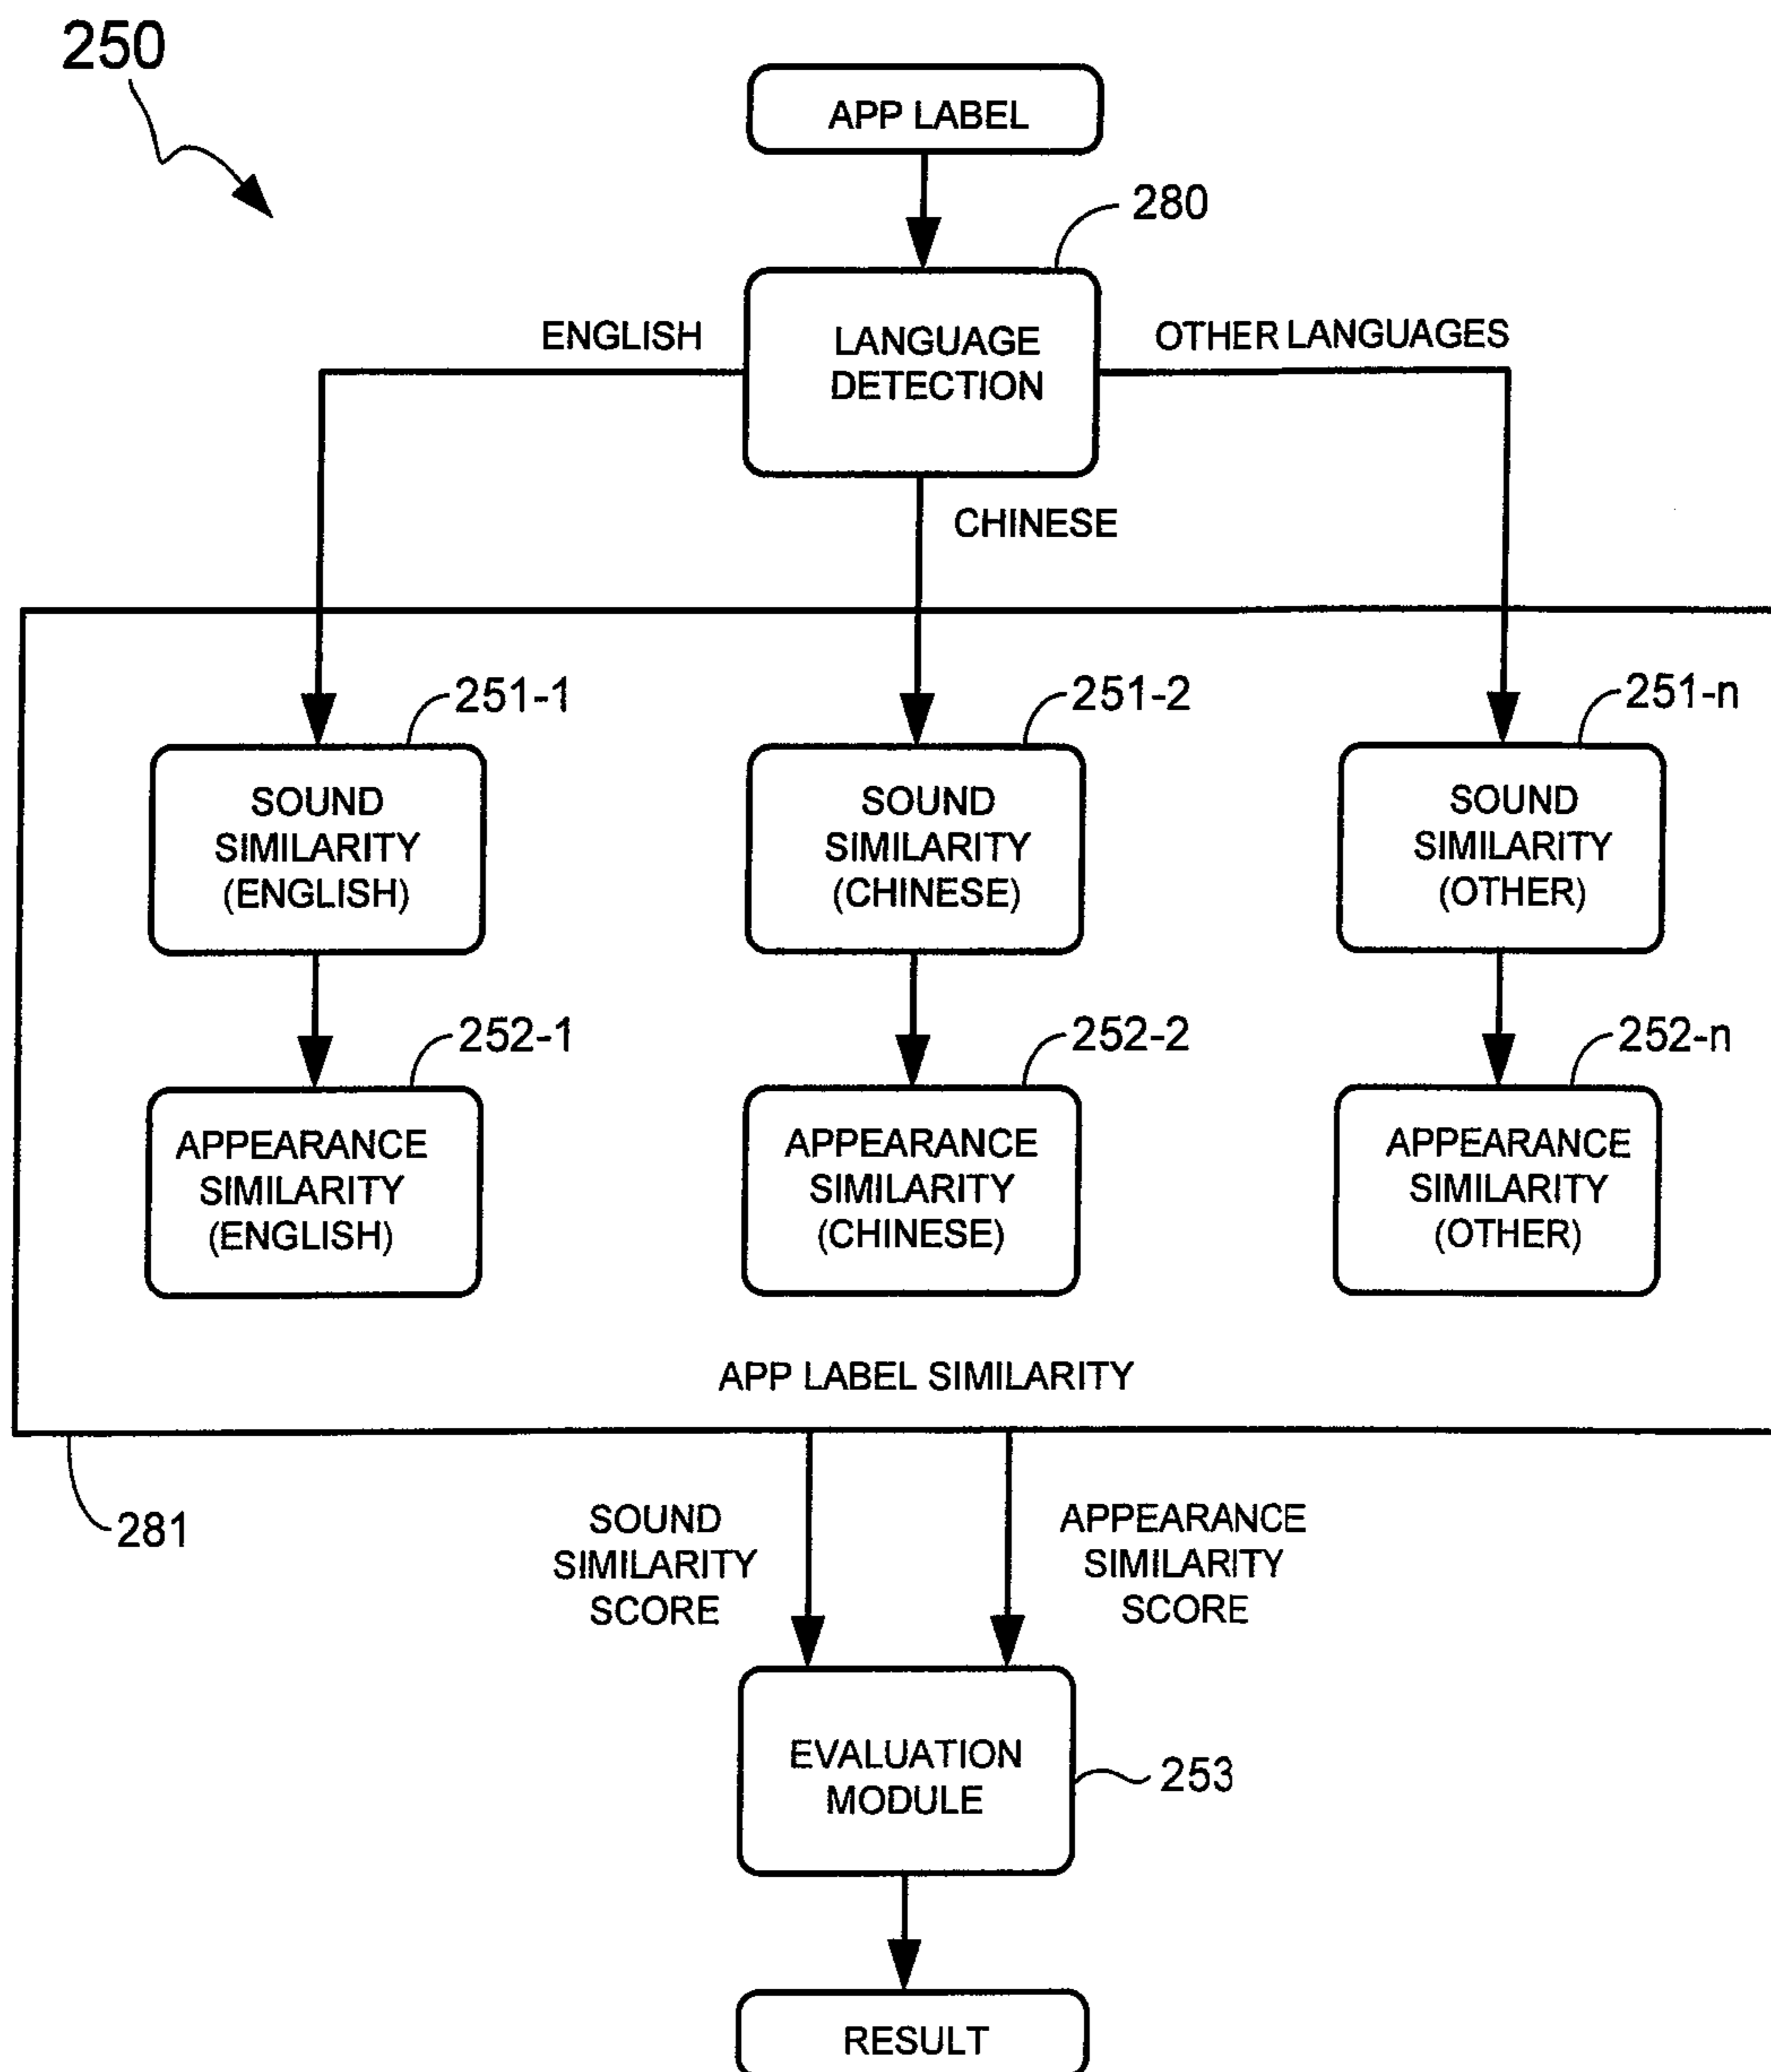 250
APP LABEL
280
ENGLISH
LANGUAGE
DETECTION
OTHER LANGUAGES
CHINESE
251-1
251-2
251-n
SOUND
SIMILARITY
(ENGLISH)
SOUND
SIMILARITY
(CHINESE)
SOUND
SIMILARITY
(OTHER)
252-1
252-2
252-n
APPEARANCE
SIMILARITY
(ENGLISH)
APPEARANCE
SIMILARITY
(CHINESE)
APPEARANCE
SIMILARITY
(OTHER)
APP LABEL SIMILARITY
281
SOUND
SIMILARITY
SCORE
APPEARANCE
SIMILARITY
SCORE
EVALUATION
MODULE
253
RESULT